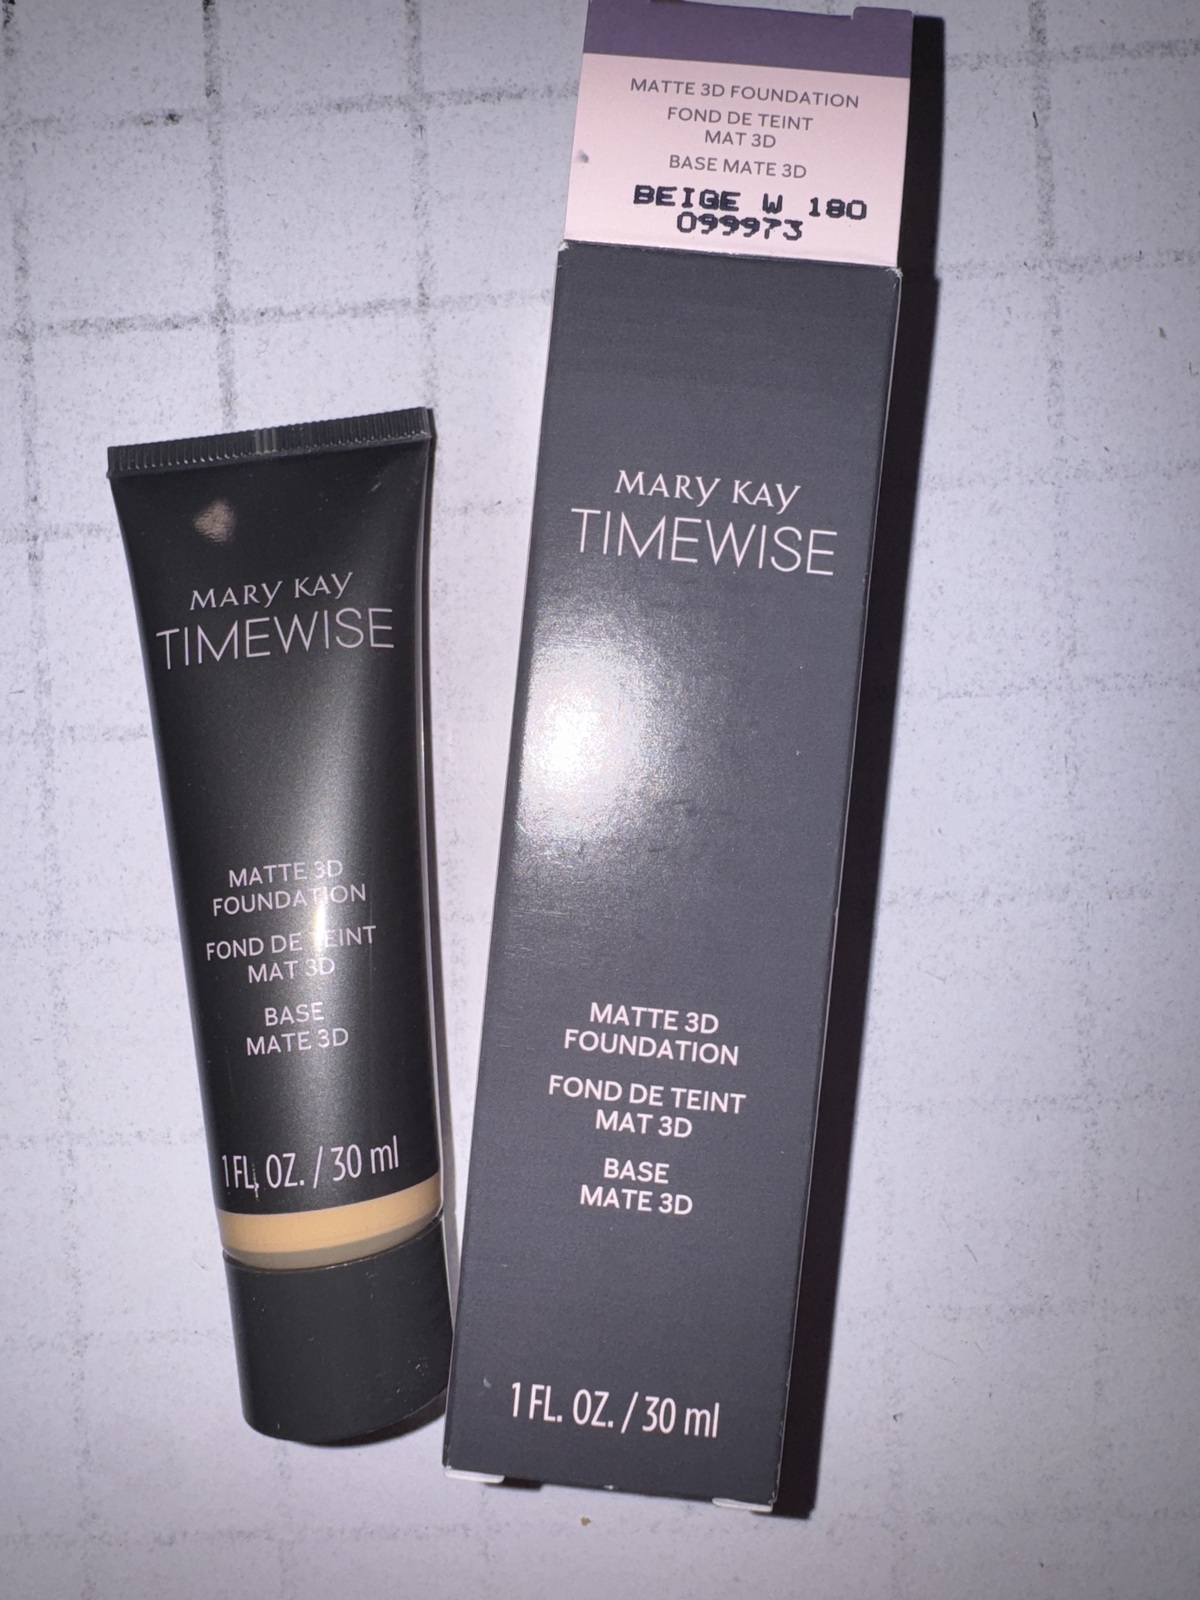 MATTE 3D FOUNDATION
FOND DE TEINT
MAT 3D
BASE MATE 3D
BEIGE W 180
099973
MARY KAY
TIMEWISE
MATTE 3D
FOUNDATION
FOND DE TEINT
MAT 3D
BASE
MATE 3D
1 FL. OZ. / 30 ml
MARY KAY
TIMEWISE
MATTE 3D
FOUNDATION
FOND DE TEINT
MAT 3D
BASE
MATE 3D
1 FL. OZ. / 30 ml